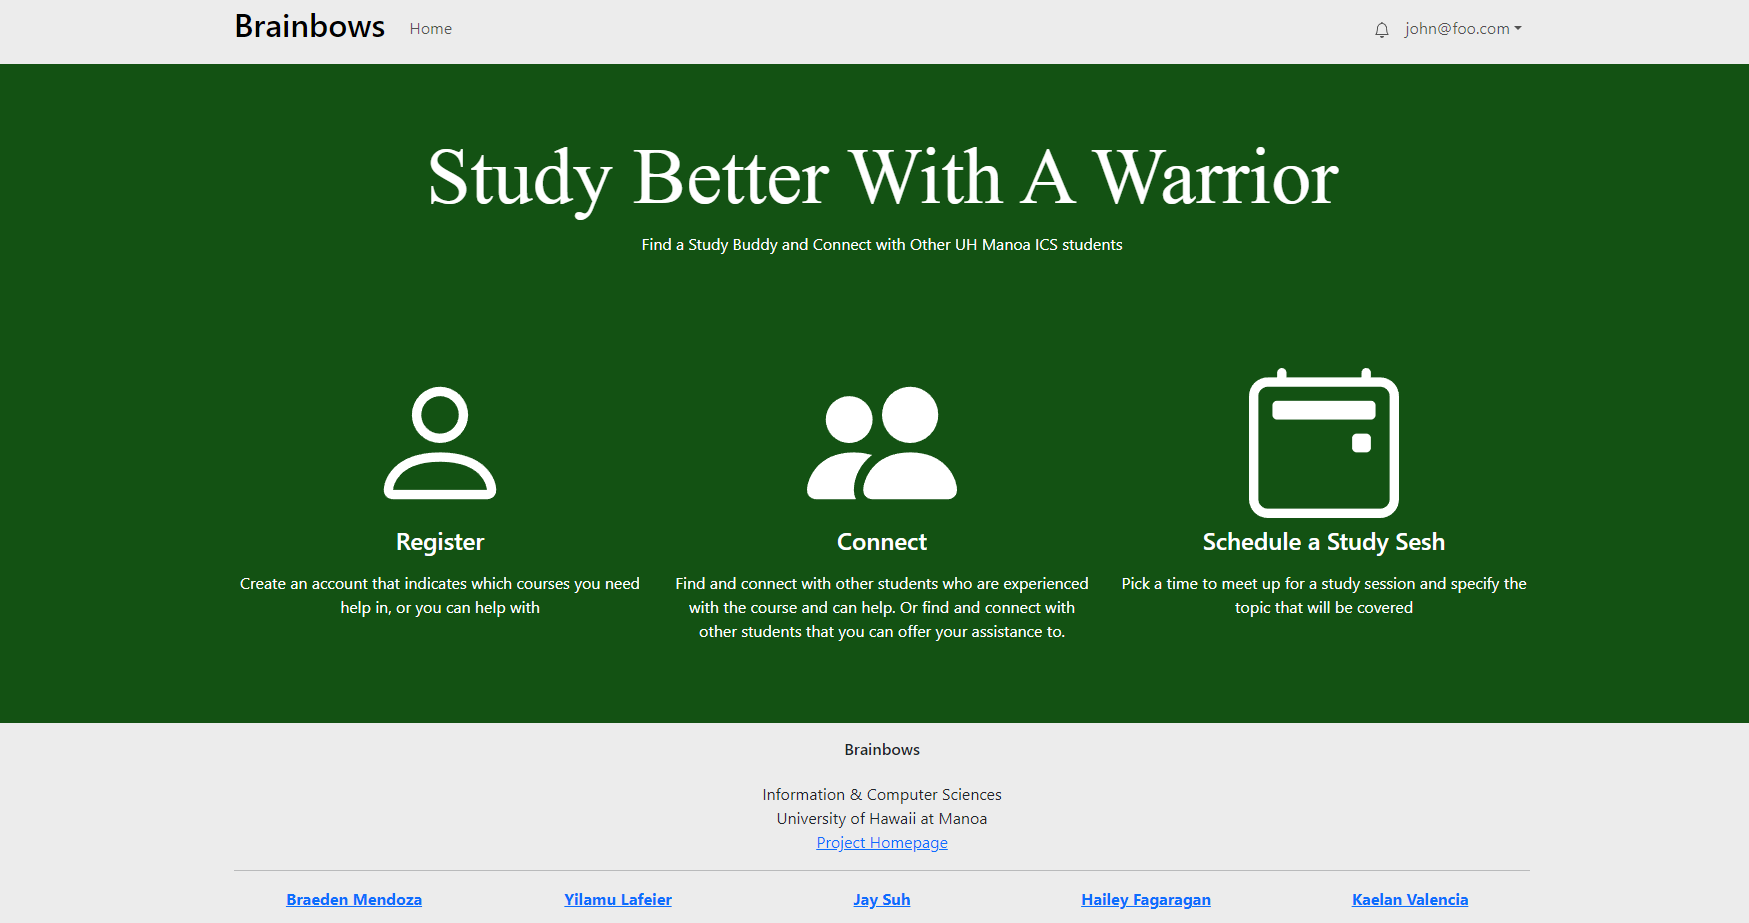 Brainbows Home john@foo.com
Study Better With A Warrior
Find a Study Buddy and Connect with Other UH Manoa ICS students
Register
Create an account that indicates which courses you need
help in, or you can help with
Connect
Find and connect with other students who are experienced
with the course and can help. Or find and connect with
other students that you can offer your assistance to.
Schedule a Study Sesh
Pick a time to meet up for a study session and specify the
topic that will be covered
Brainbows
Information & Computer Sciences
University of Hawaii at Manoa
Project Homepage
Braeden Mendoza Yilamu Lafeier Jay Suh Hailey Fagaragan Kaelan Valencia